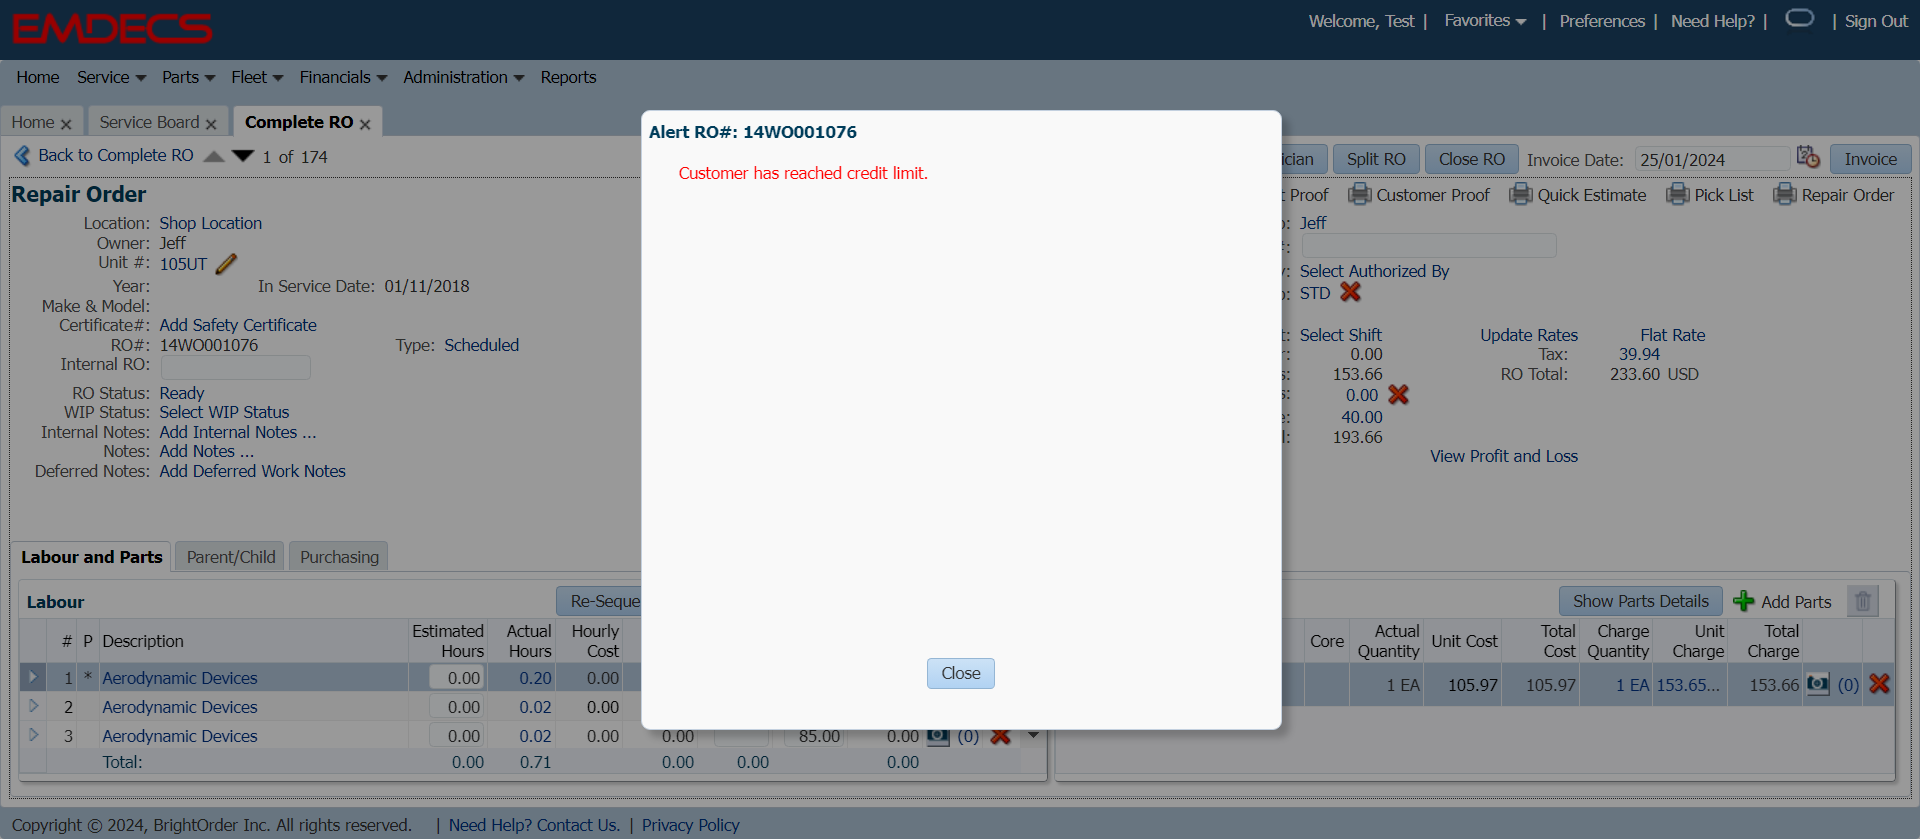 EMDECS
Welcome, Test | Favorites | Preferences | Need Help? | | Sign Out
Home Service Parts Fleet Financials Administration Reports
Home Service Board Complete RO
Back to Complete RO 1 of 174
Split RO Close RO Invoice Date: 25/01/2024 Invoice
Repair Order
Proof Customer Proof Quick Estimate Pick List Repair Order
Location: Shop Location
Owner: Jeff
Unit #: 105UT
Year: In Service Date: 01/11/2018
Make & Model:
Certificate#: Add Safety Certificate
RO#: 14WO001076 Type: Scheduled
Internal RO:
RO Status: Ready
WIP Status: Select WIP Status
Internal Notes: Add Internal Notes ...
Notes: Add Notes ...
Deferred Notes: Add Deferred Work Notes
Alert RO#: 14WO001076
Customer has reached credit limit.
Close
Jeff
Select Authorized By
STD
Select Shift Update Rates Flat Rate
0.00 Tax: 39.94
153.66 RO Total: 233.60 USD
0.00
40.00
193.66
View Profit and Loss
Labour and Parts Parent/Child Purchasing
Labour Re-Seque
# P Description Estimated Hours Actual Hours Hourly Cost
1 * Aerodynamic Devices 0.00 0.20 0.00
2 Aerodynamic Devices 0.00 0.02 0.00
3 Aerodynamic Devices 0.00 0.02 0.00 0.00 85.00 0.00 (0)
Total: 0.00 0.71 0.00 0.00 0.00
Show Parts Details Add Parts
Core Actual Quantity Unit Cost Total Cost Charge Quantity Unit Charge Total Charge
1 EA 105.97 105.97 1 EA 153.65... 153.66 (0)
Copyright © 2024, BrightOrder Inc. All rights reserved. | Need Help? Contact Us. | Privacy Policy